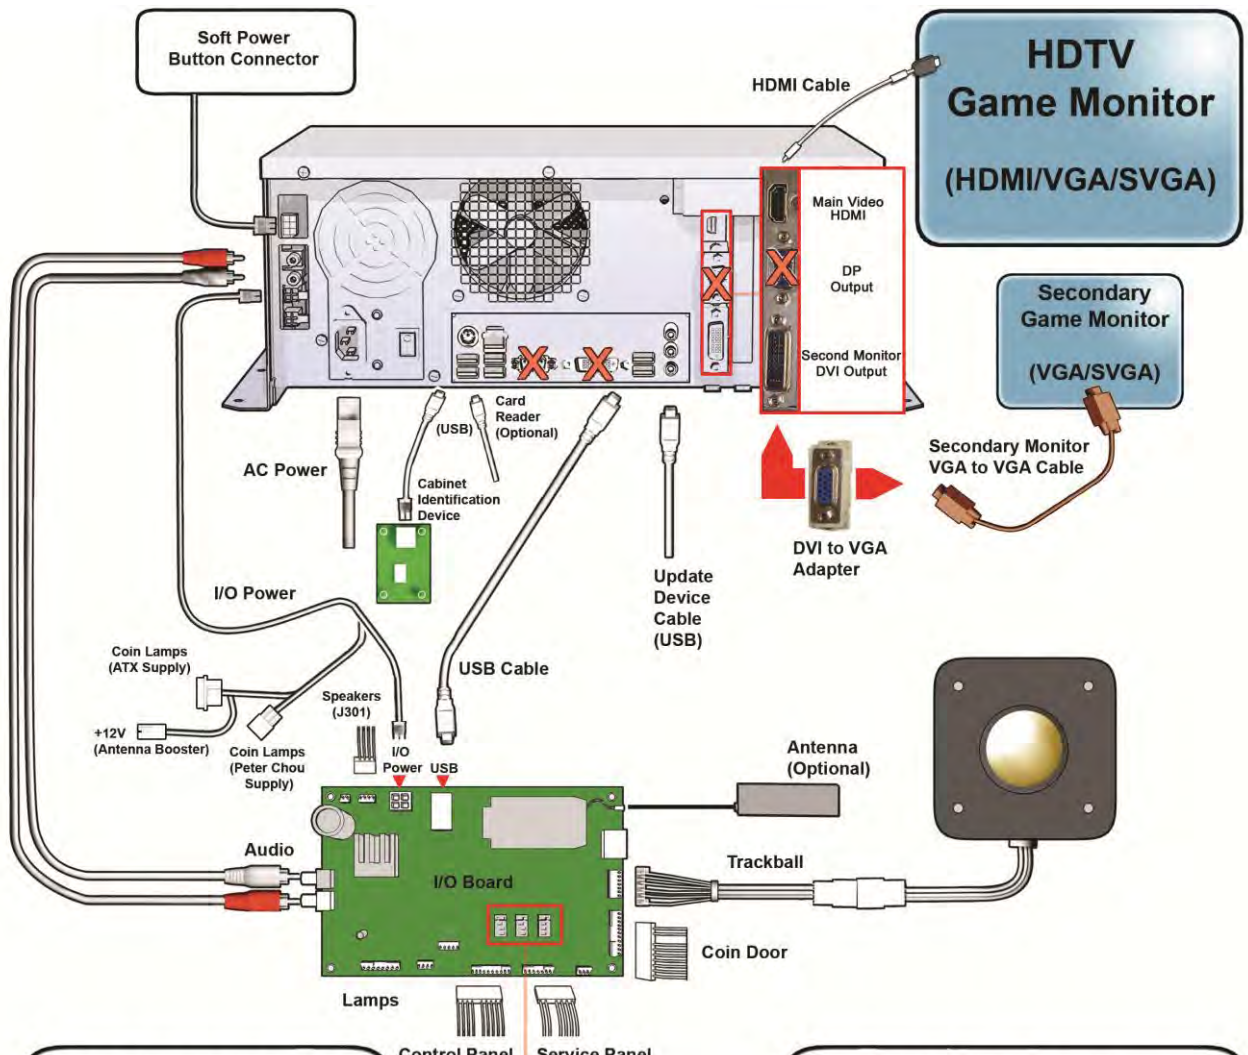 Soft Power
Button Connector
HDMI Cable
HDTV
Game Monitor
(HDMI/VGA/SVGA)
Main Video
HDMI
DP
Output
Second Monitor
DVI Output
Secondary
Game Monitor
(VGA/SVGA)
Secondary Monitor
VGA to VGA Cable
DVI to VGA
Adapter
X
X
X
X
AC Power
(USB)
Card
Reader
(Optional)
Cabinet
Identification
Device
Update
Device
Cable
(USB)
I/O Power
USB Cable
Coin Lamps
(ATX Supply)
+12V
(Antenna Booster)
Coin Lamps
(Peter Chou
Supply)
Speakers
(J301)
I/O
Power
USB
Antenna
(Optional)
Audio
I/O Board
Trackball
Coin Door
Lamps
Control Panel
Service Panel